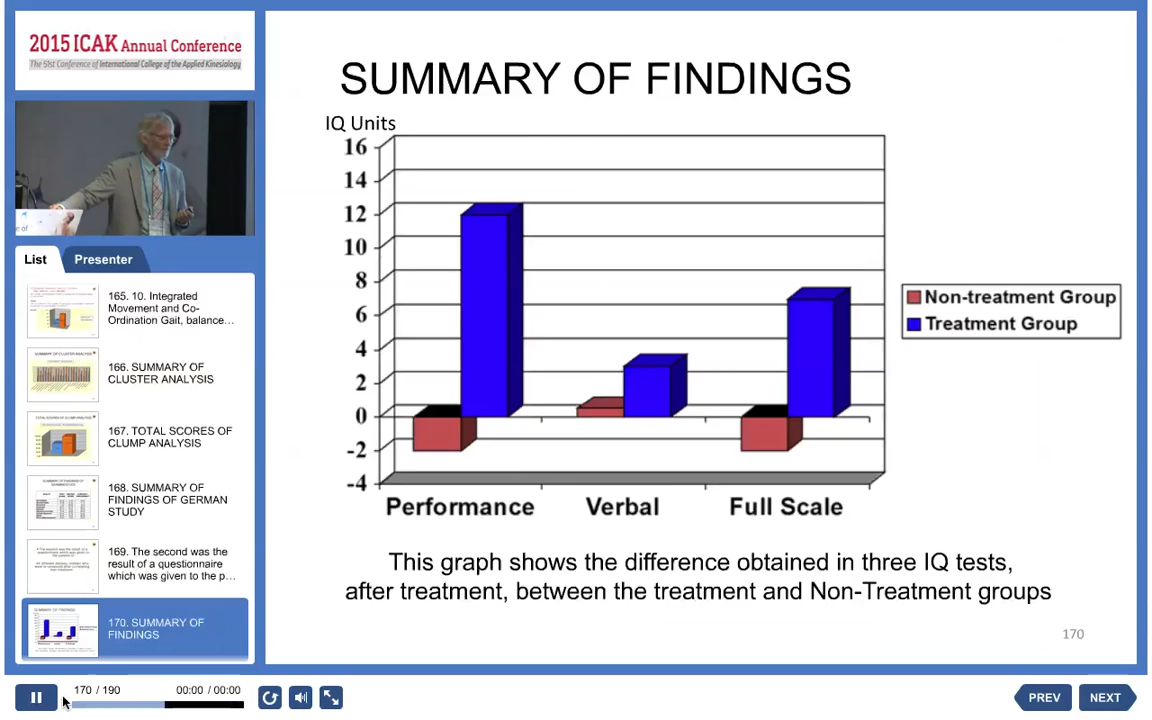 2015 ICAK Annual Conference
The 51st Conference of International College of the Applied Kinesiology
e of
List
Presenter
165. 10. Integrated
Movement and Co-
Ordination Gait, balance…
166. SUMMARY OF
CLUSTER ANALYSIS
167. TOTAL SCORES OF
CLUMP ANALYSIS
168. SUMMARY OF
FINDINGS OF GERMAN
STUDY
169. The second was the
result of a questionnaire
which was given to the p…
170. SUMMARY OF
FINDINGS
SUMMARY OF FINDINGS
IQ Units
16
14
12
10
8
6
4
2
0
-2
-4
Performance Verbal Full Scale
Non-treatment Group
Treatment Group
This graph shows the difference obtained in three IQ tests,
after treatment, between the treatment and Non-Treatment groups
170
170 / 190
00:00 / 00:00
PREV
NEXT